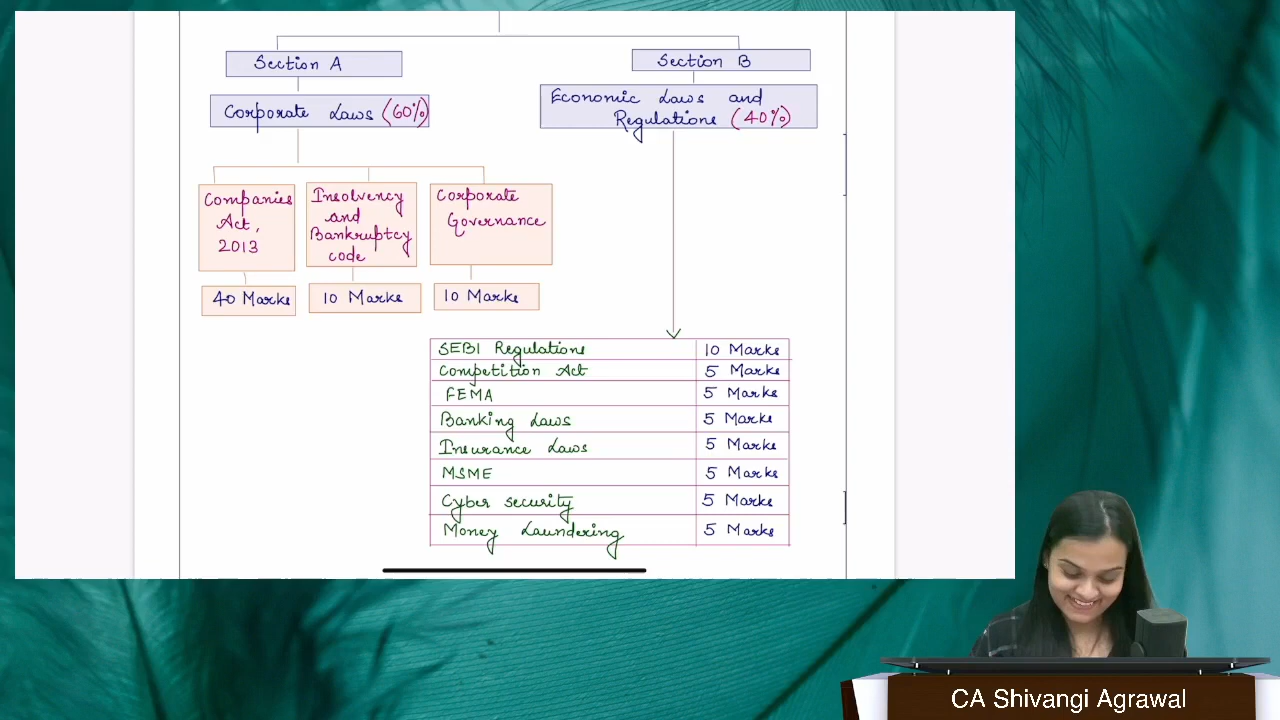 Section A
Section B
Corporate Laws (60%)
Economic Laws and
Regulations (40%)
Companies
Act,
2013
Insolvency
and
Bankruptcy
code
Corporate
Governance
40 Marks
10 Marks
10 Marks
SEBI Regulations 10 Marks
Competition Act 5 Marks
FEMA 5 Marks
Banking Laws 5 Marks
Insurance Laws 5 Marks
MSME 5 Marks
Cyber security 5 Marks
Money Laundering 5 Marks
CA Shivangi Agrawal